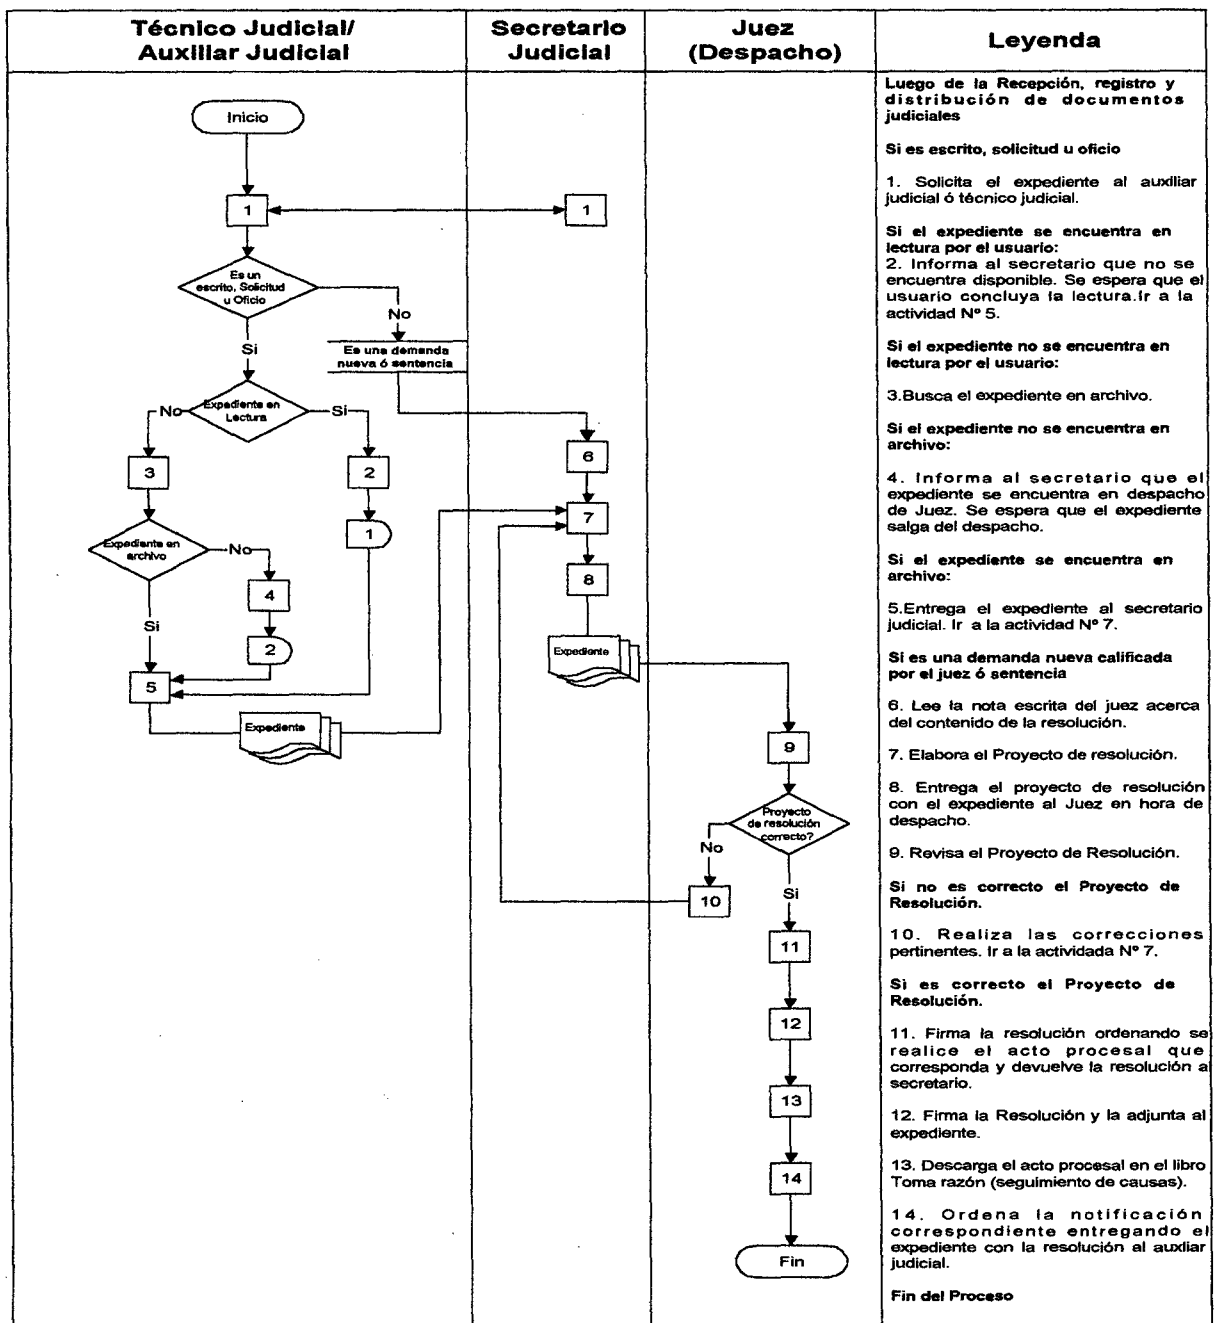 Técnico Judicial/
Auxiliar Judicial
Secretario
Judicial
Juez
(Despacho)
Leyenda
Inicio
1
1
Es un
escrito, Solicitud
u Oficio
No
Es una demanda
nueva ó sentencia
Si
Expediente en
Lectura
No
Si
3
2
6
1
7
Expediente en
archivo
No
4
8
Si
2
Expediente
5
Expediente
9
Proyecto
de resolución
correcto?
No
10
Si
11
12
13
14
Fin
Luego de la Recepción, registro y
distribución de documentos
judiciales
Si es escrito, solicitud u oficio
1. Solicita el expediente al auxiliar
judicial ó técnico judicial.
Si el expediente se encuentra en
lectura por el usuario:
2. Informa al secretario que no se
encuentra disponible. Se espera que el
usuario concluya la lectura.Ir a la
actividad Nº 5.
Si el expediente no se encuentra en
lectura por el usuario:
3.Busca el expediente en archivo.
Si el expediente no se encuentra en
archivo:
4. Informa al secretario que el
expediente se encuentra en despacho
de Juez. Se espera que el expediente
salga del despacho.
Si el expediente se encuentra en
archivo:
5.Entrega el expediente al secretario
judicial. Ir a la actividad Nº 7.
Si es una demanda nueva calificada
por el juez ó sentencia
6. Lee la nota escrita del juez acerca
del contenido de la resolución.
7. Elabora el Proyecto de resolución.
8. Entrega el proyecto de resolución
con el expediente al Juez en hora de
despacho.
9. Revisa el Proyecto de Resolución.
Si no es correcto el Proyecto de
Resolución.
10. Realiza las correcciones
pertinentes. Ir a la actividada Nº 7.
Si es correcto el Proyecto de
Resolución.
11. Firma la resolución ordenando se
realice el acto procesal que
corresponda y devuelve la resolución a
secretario.
12. Firma la Resolución y la adjunta al
expediente.
13. Descarga el acto procesal en el libro
Toma razón (seguimiento de causas).
14. Ordena la notificación
correspondiente entregando el
expediente con la resolución al auxliar
judicial.
Fin del Proceso